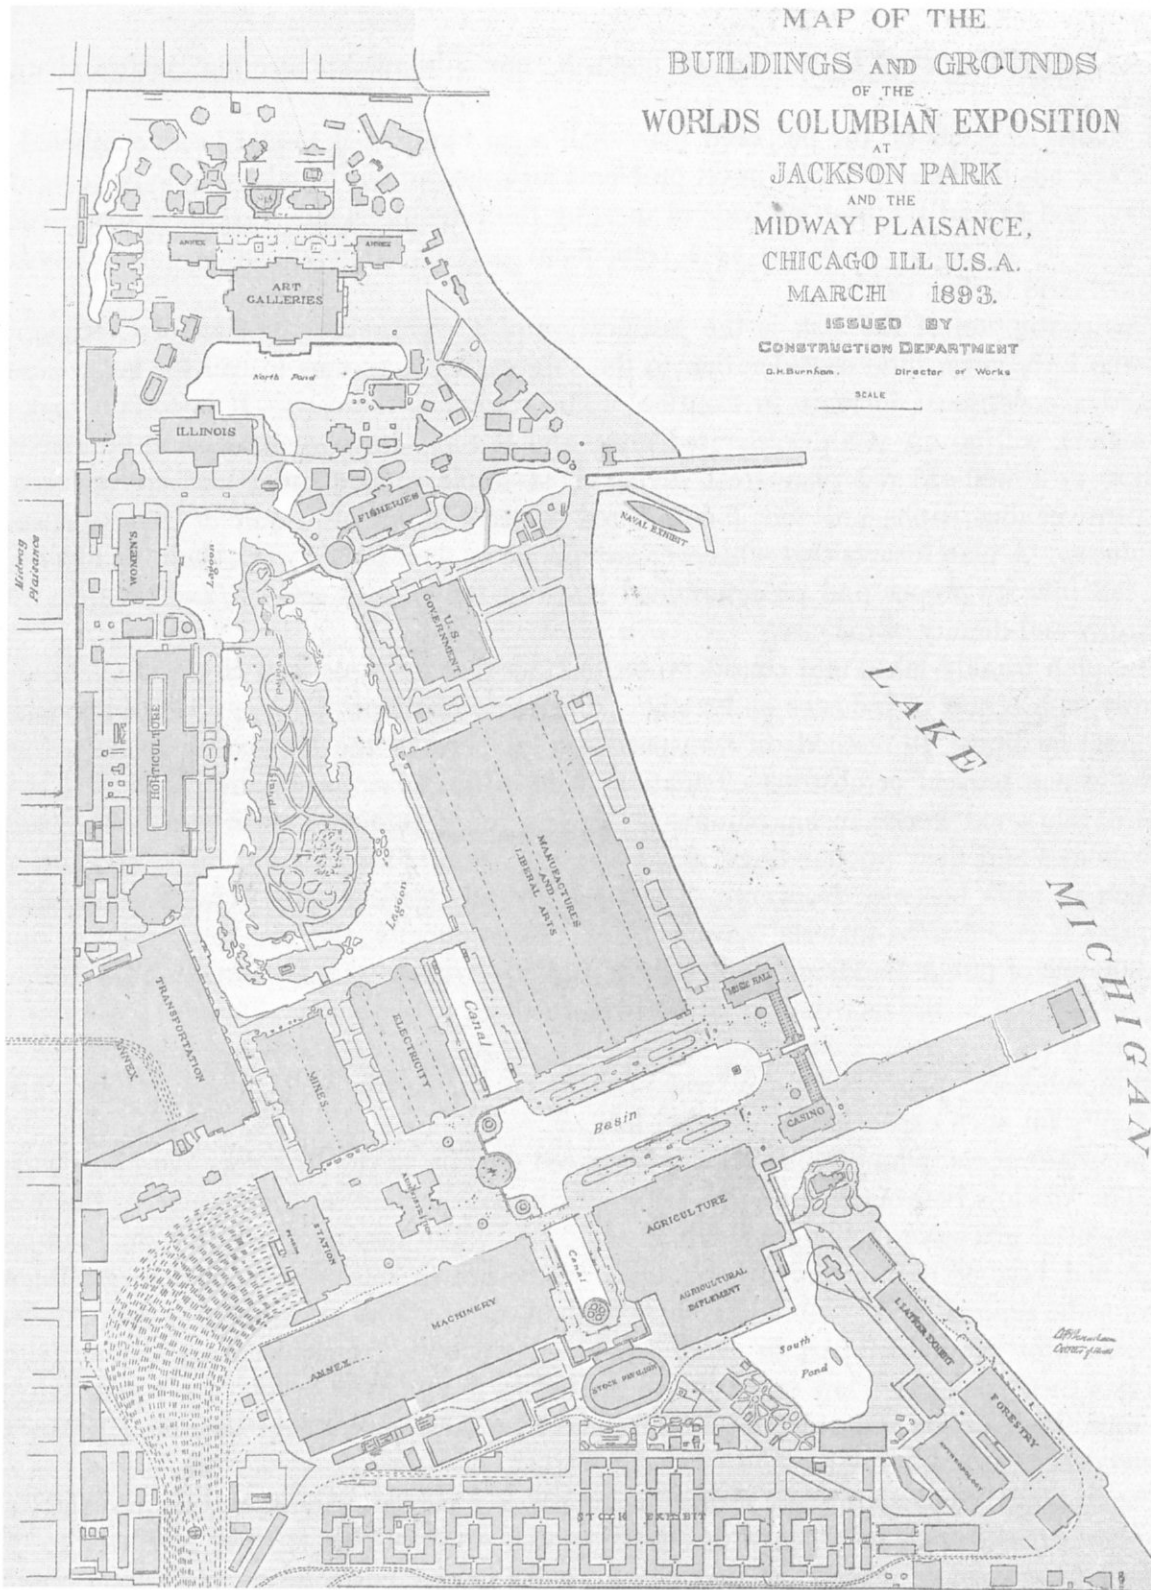 MAP OF THE
BUILDINGS AND GROUNDS
OF THE
WORLDS COLUMBIAN EXPOSITION
AT
JACKSON PARK
AND THE
MIDWAY PLAISANCE,
CHICAGO ILL U.S.A.
MARCH 1893.
ISSUED BY
CONSTRUCTION DEPARTMENT
D.H.Burnham. Director of Works
SCALE
ANNEX
ANNEX
ART
GALLERIES
North Pond
ILLINOIS
FISHERIES
NAVAL EXHIBIT
Midway
Plaisance
WOMEN'S
Lagoon
U.S.
GOVERNMENT
Wooded
Island
HORTICULTURE
LAKE
MICHIGAN
MANUFACTURES
AND
LIBERAL ARTS
Lagoon
TRANSPORTATION
ANNEX
MINES
ELECTRICITY
Canal
MUSIC HALL
Basin
CASINO
ADMINISTRATION
STATION
AGRICULTURE
Canal
AGRICULTURAL
IMPLEMENT
MACHINERY
ANNEX
STOCK PAVILION
South
Pond
FORESTRY
ANTHROPOLOGY
STOCK EXHIBIT